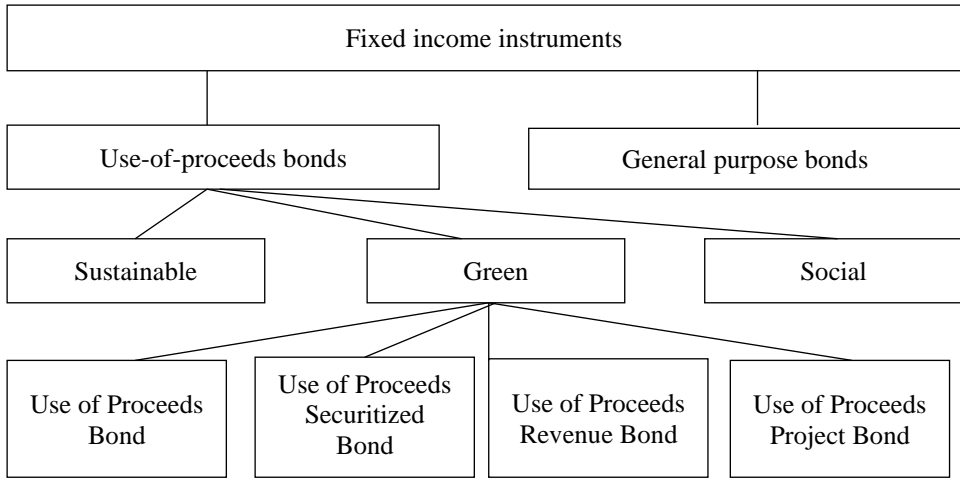 Fixed income instruments
Use-of-proceeds bonds
General purpose bonds
Sustainable
Green
Social
Use of Proceeds
Bond
Use of Proceeds
Securitized
Bond
Use of Proceeds
Revenue Bond
Use of Proceeds
Project Bond